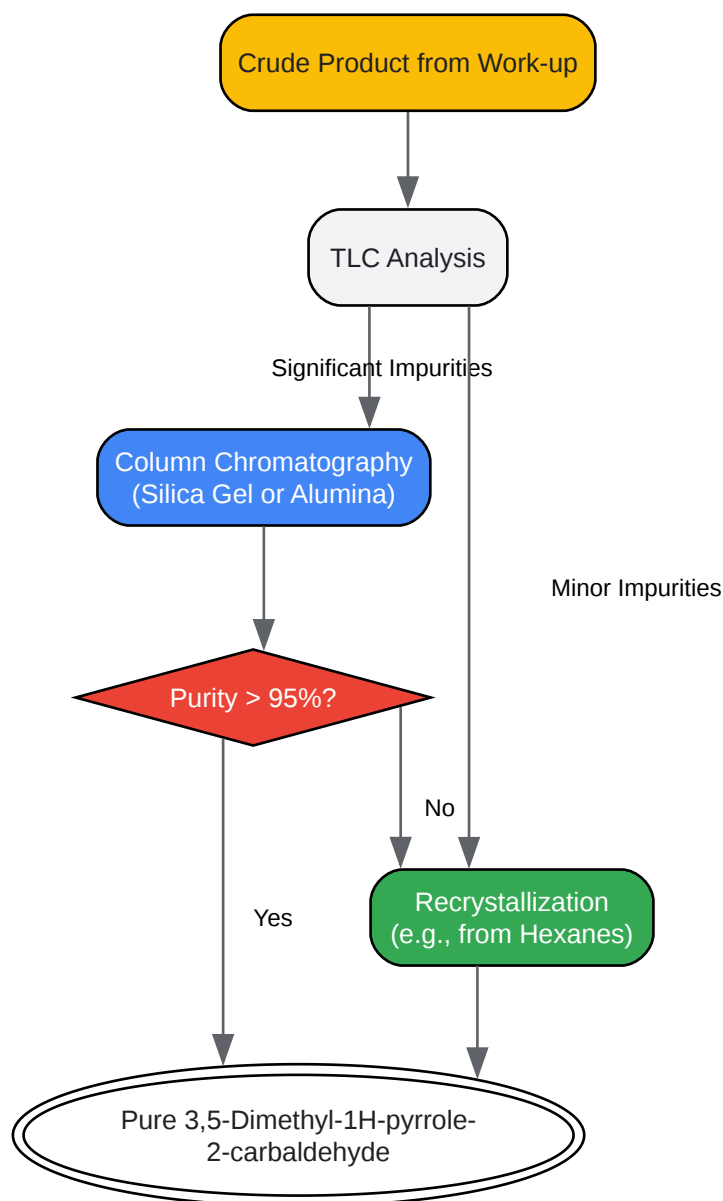 Crude Product from Work-up
TLC Analysis
Significant Impurities
Column Chromatography
(Silica Gel or Alumina)
Minor Impurities
Purity > 95%?
No
Recrystallization
(e.g., from Hexanes)
Yes
Pure 3,5-Dimethyl-1H-pyrrole-
2-carbaldehyde